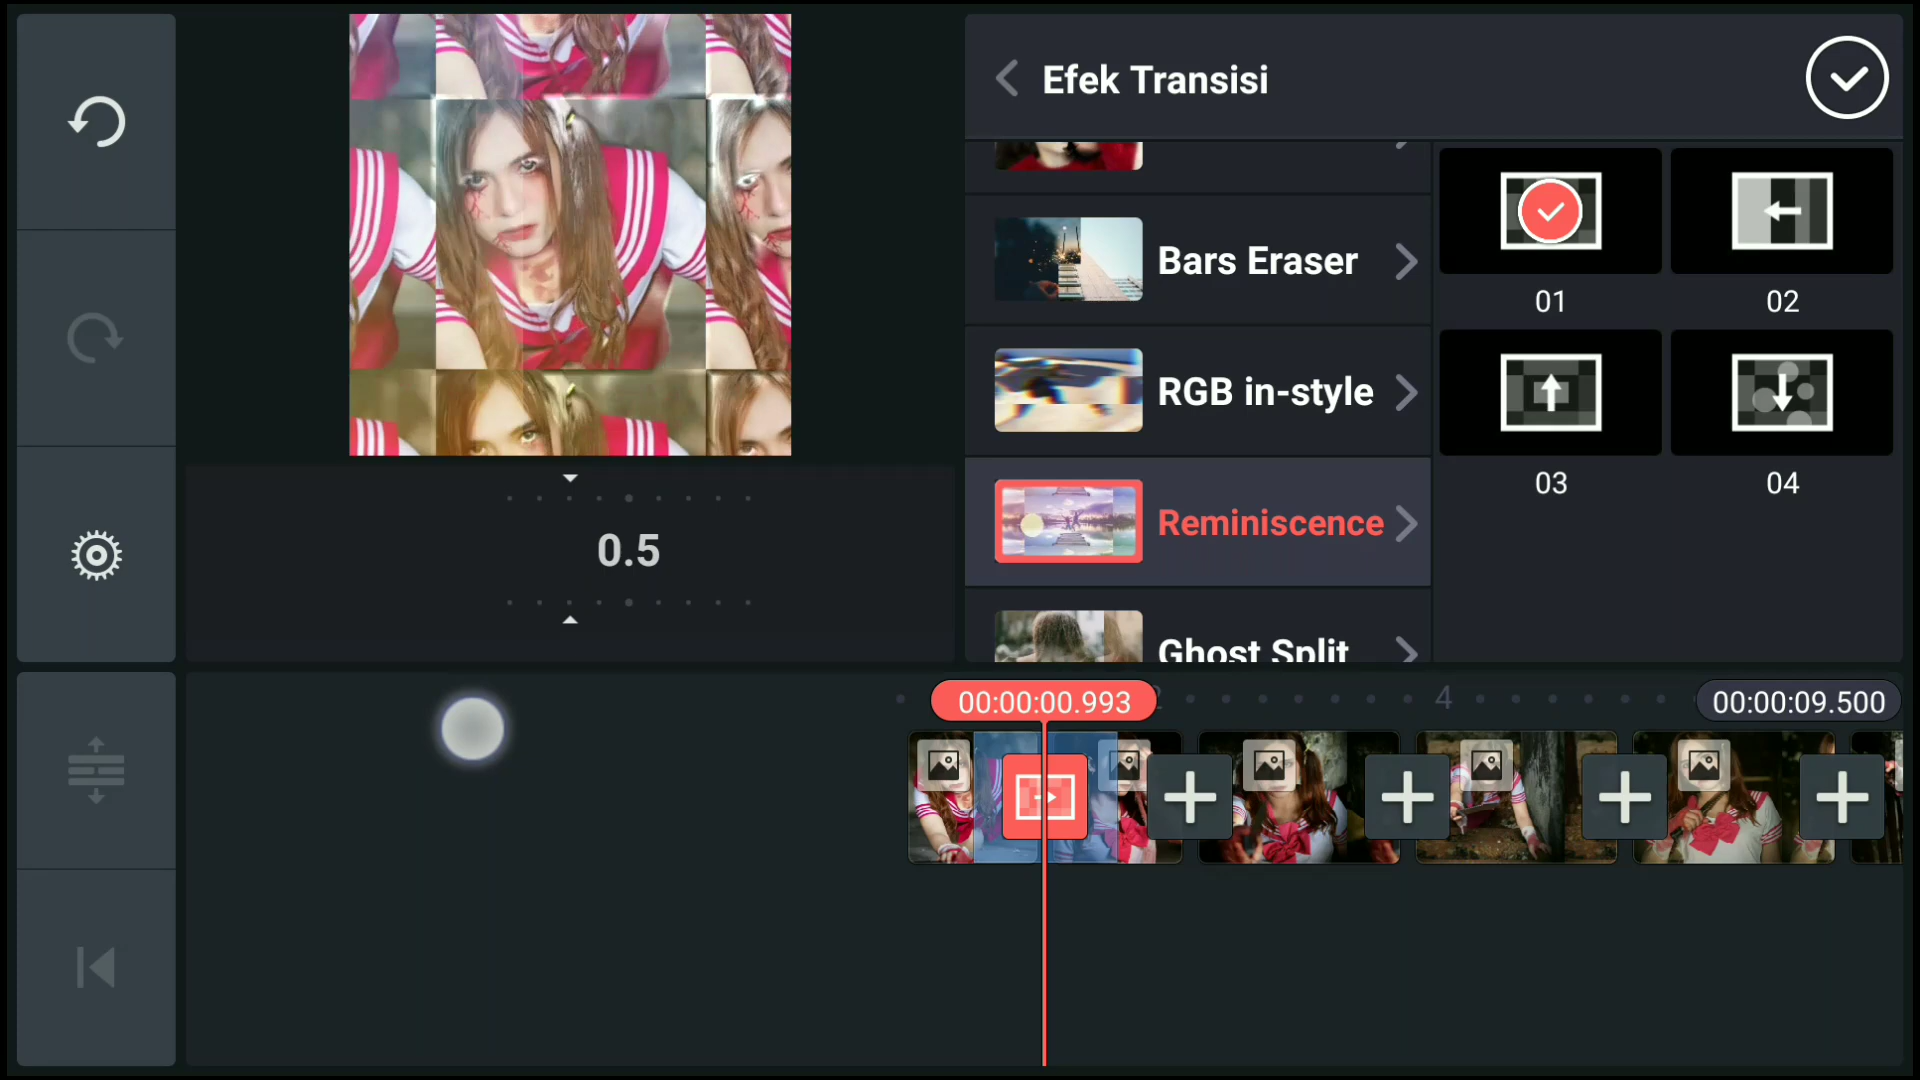 Efek Transisi
Bars Eraser
RGB in-style
Reminiscence
Ghost Split
01
02
03
04
0.5
00:00:00.993
2
4
00:00:09.500